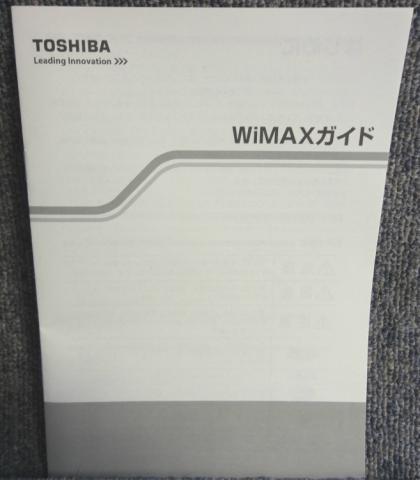 TOSHIBA
Leading Innovation >>>
WiMAXガイド